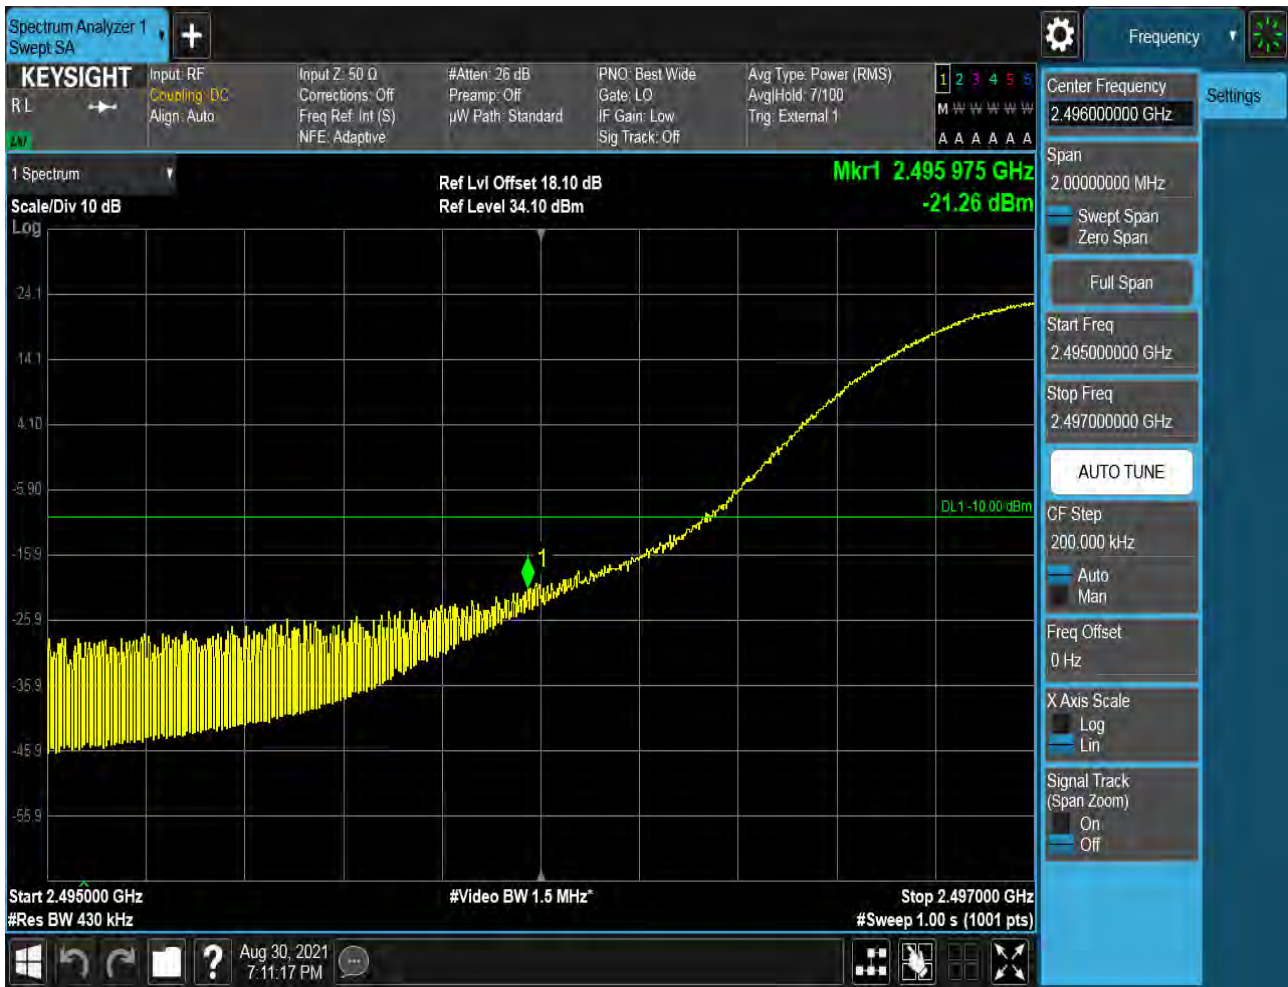 Spectrum Analyzer 1
Swept SA
Frequency
KEYSIGHT
R L
Input: RF
Coupling: DC
Align: Auto
Input Z: 50 Ω
Corrections: Off
Freq Ref: Int (S)
NFE: Adaptive
#Atten: 26 dB
Preamp: Off
µW Path: Standard
PNO: Best Wide
Gate: LO
IF Gain: Low
Sig Track: Off
Avg Type: Power (RMS)
Avg|Hold: 7/100
Trig: External 1
1 2 3 4 5 6
M W W W W W
A A A A A A
Center Frequency
2.496000000 GHz
Settings
Span
2.00000000 MHz
Swept Span
Zero Span
Full Span
Start Freq
2.495000000 GHz
Stop Freq
2.497000000 GHz
AUTO TUNE
CF Step
200.000 kHz
Auto
Man
Freq Offset
0 Hz
X Axis Scale
Log
Lin
Signal Track
(Span Zoom)
On
Off
1 Spectrum
Scale/Div 10 dB
Log
Ref Lvl Offset 18.10 dB
Ref Level 34.10 dBm
Mkr1 2.495 975 GHz
-21.26 dBm
24.1
14.1
4.10
-5.90
DL1 -10.00 dBm
-15.9
1
-25.9
-35.9
-45.9
-55.9
Start 2.495000 GHz
#Res BW 430 kHz
#Video BW 1.5 MHz*
Stop 2.497000 GHz
#Sweep 1.00 s (1001 pts)
?
Aug 30, 2021
7:11:17 PM